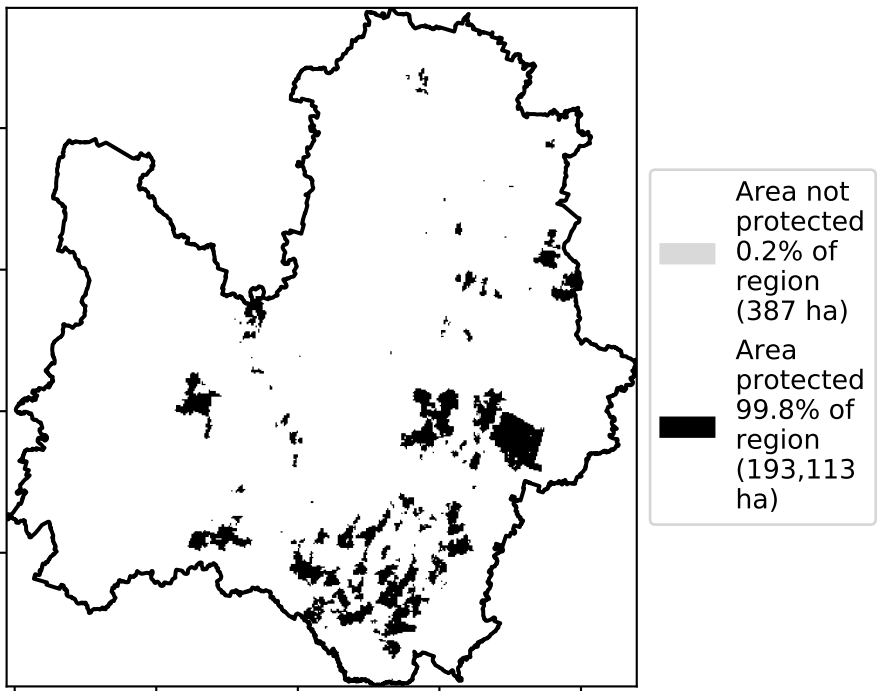 Area not
protected
0.2% of
region
(387 ha)
Area
protected
99.8% of
region
(193,113
ha)